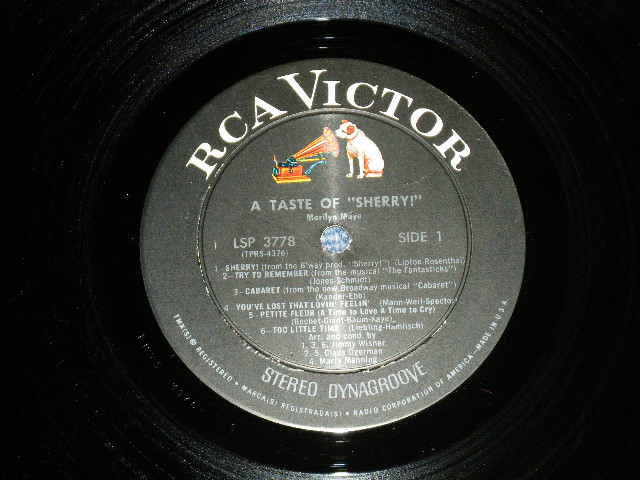 RCA VICTOR
A TASTE OF "SHERRY!"
Marilyn Maye
LSP 3778 SIDE 1
(TPRS-4376)
1—SHERRY! (from the B'way prod. "Sherry!") (Lipton-Rosenthal)
2—TRY TO REMEMBER (from the musical "The Fantasticks")
(Jones-Schmidt)
3—CABARET (from the new Broadway musical "Cabaret")
(Kander-Ebb)
4—YOU'VE LOST THAT LOVIN' FEELIN' (Mann-Weil-Spector)
5—PETITE FLEUR (A Time to Love A Time to Cry)
(Bechet-Grant-Baum-Kaye)
6—TOO LITTLE TIME (Liebling-Hamlisch)
Arr. and cond. by
1, 3, 6. Jimmy Wisner
2, 5. Claus Ogerman
4. Marty Manning
STEREO DYNAGROOVE
TMK(S) ® REGISTERED • MARCA(S) REGISTRADA(S) • RADIO CORPORATION OF AMERICA—MADE IN U.S.A.